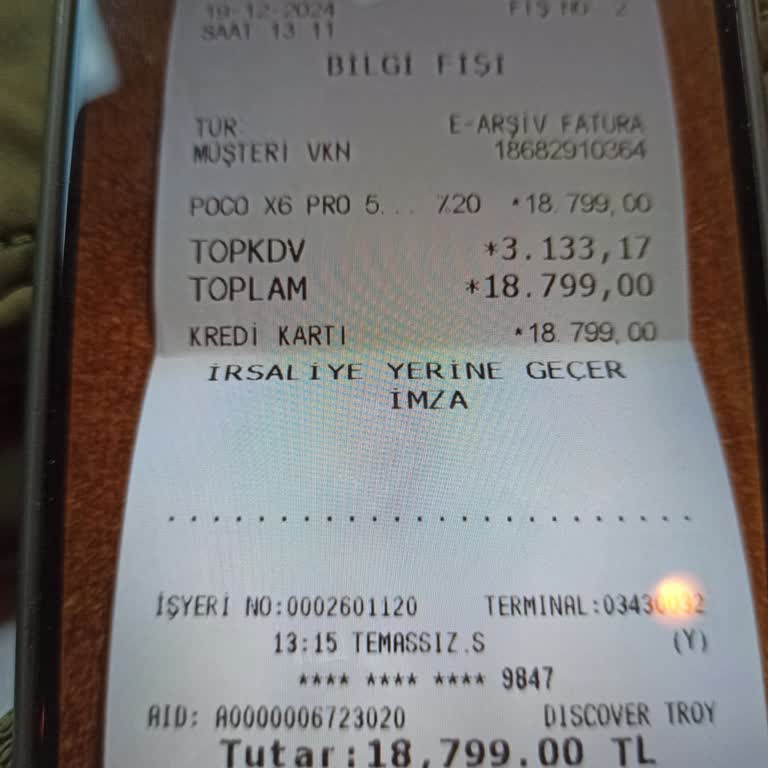 19-12-2024 FİŞ NO: 2
SAAT 13 11
BİLGİ FİŞİ
TÜR E-ARŞİV FATURA
MÜŞTERİ VKN 18682910364
POCO X6 PRO 5... %20 *18.799,00
TOPKDV *3.133,17
TOPLAM *18.799,00
KREDİ KARTI *18.799,00
İRSALİYE YERİNE GEÇER
İMZA
..........................
İŞYERİ NO:0002601120 TERMINAL:
13:15 TEMASSIZ.S (Y)
**** **** **** 9847
AID: A0000006723020 DISCOVER TROY
Tutar:18,799.00 TL